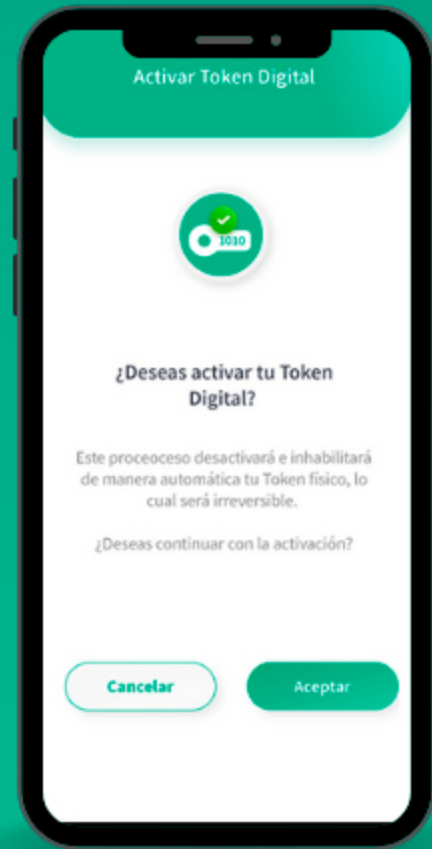 Activar Token Digital
1010
¿Deseas activar tu Token
Digital?
Este proceoceso desactivará e inhabilitará
de manera automática tu Token físico, lo
cual será irreversible.
¿Deseas continuar con la activación?
Cancelar
Aceptar